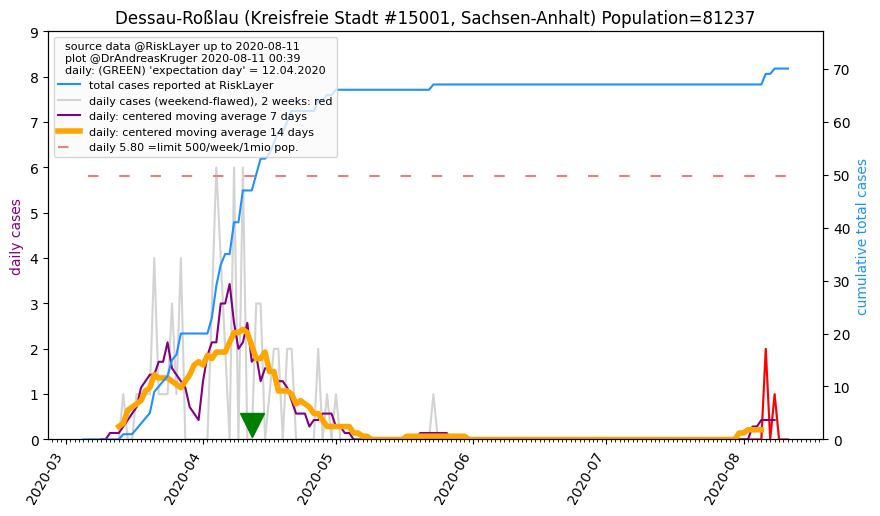 Dessau-Roßlau (Kreisfreie Stadt #15001, Sachsen-Anhalt) Population=81237
source data @RiskLayer up to 2020-08-11
plot @DrAndreasKruger 2020-08-11 00:39
daily: (GREEN) 'expectation day' = 12.04.2020
total cases reported at RiskLayer
daily cases (weekend-flawed), 2 weeks: red
daily: centered moving average 7 days
daily: centered moving average 14 days
daily 5.80 =limit 500/week/1mio pop.
daily cases
9
8
7
6
5
4
3
2
1
0
cumulative total cases
70
60
50
40
30
20
10
0
2020-03
2020-04
2020-05
2020-06
2020-07
2020-08